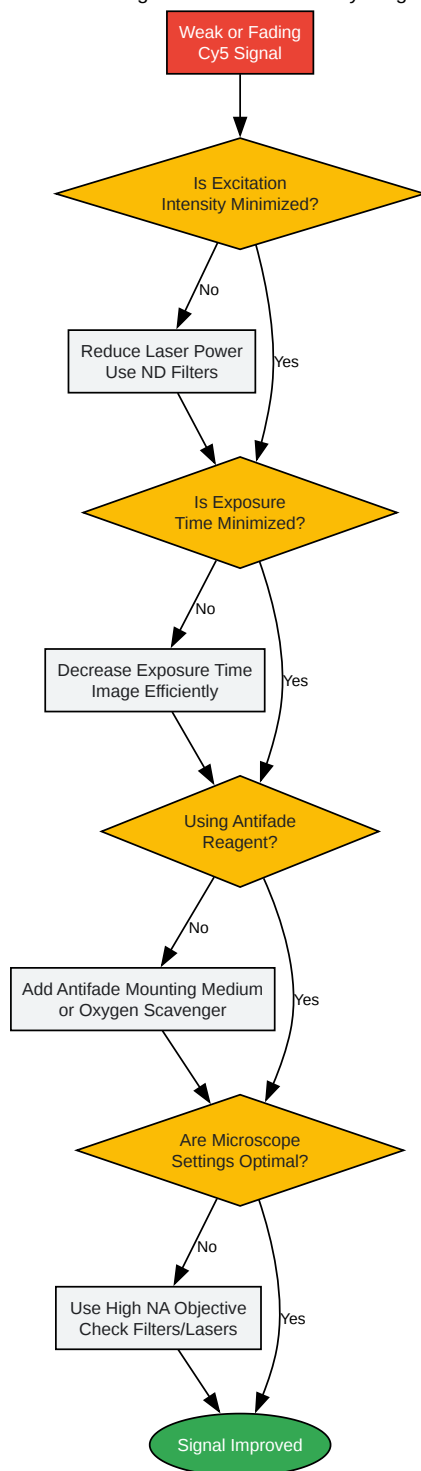 Weak or Fading
Cy5 Signal
Is Excitation
Intensity Minimized?
No
Yes
Reduce Laser Power
Use ND Filters
Is Exposure
Time Minimized?
No
Yes
Decrease Exposure Time
Image Efficiently
Using Antifade
Reagent?
No
Yes
Add Antifade Mounting Medium
or Oxygen Scavenger
Are Microscope
Settings Optimal?
No
Yes
Use High NA Objective
Check Filters/Lasers
Signal Improved